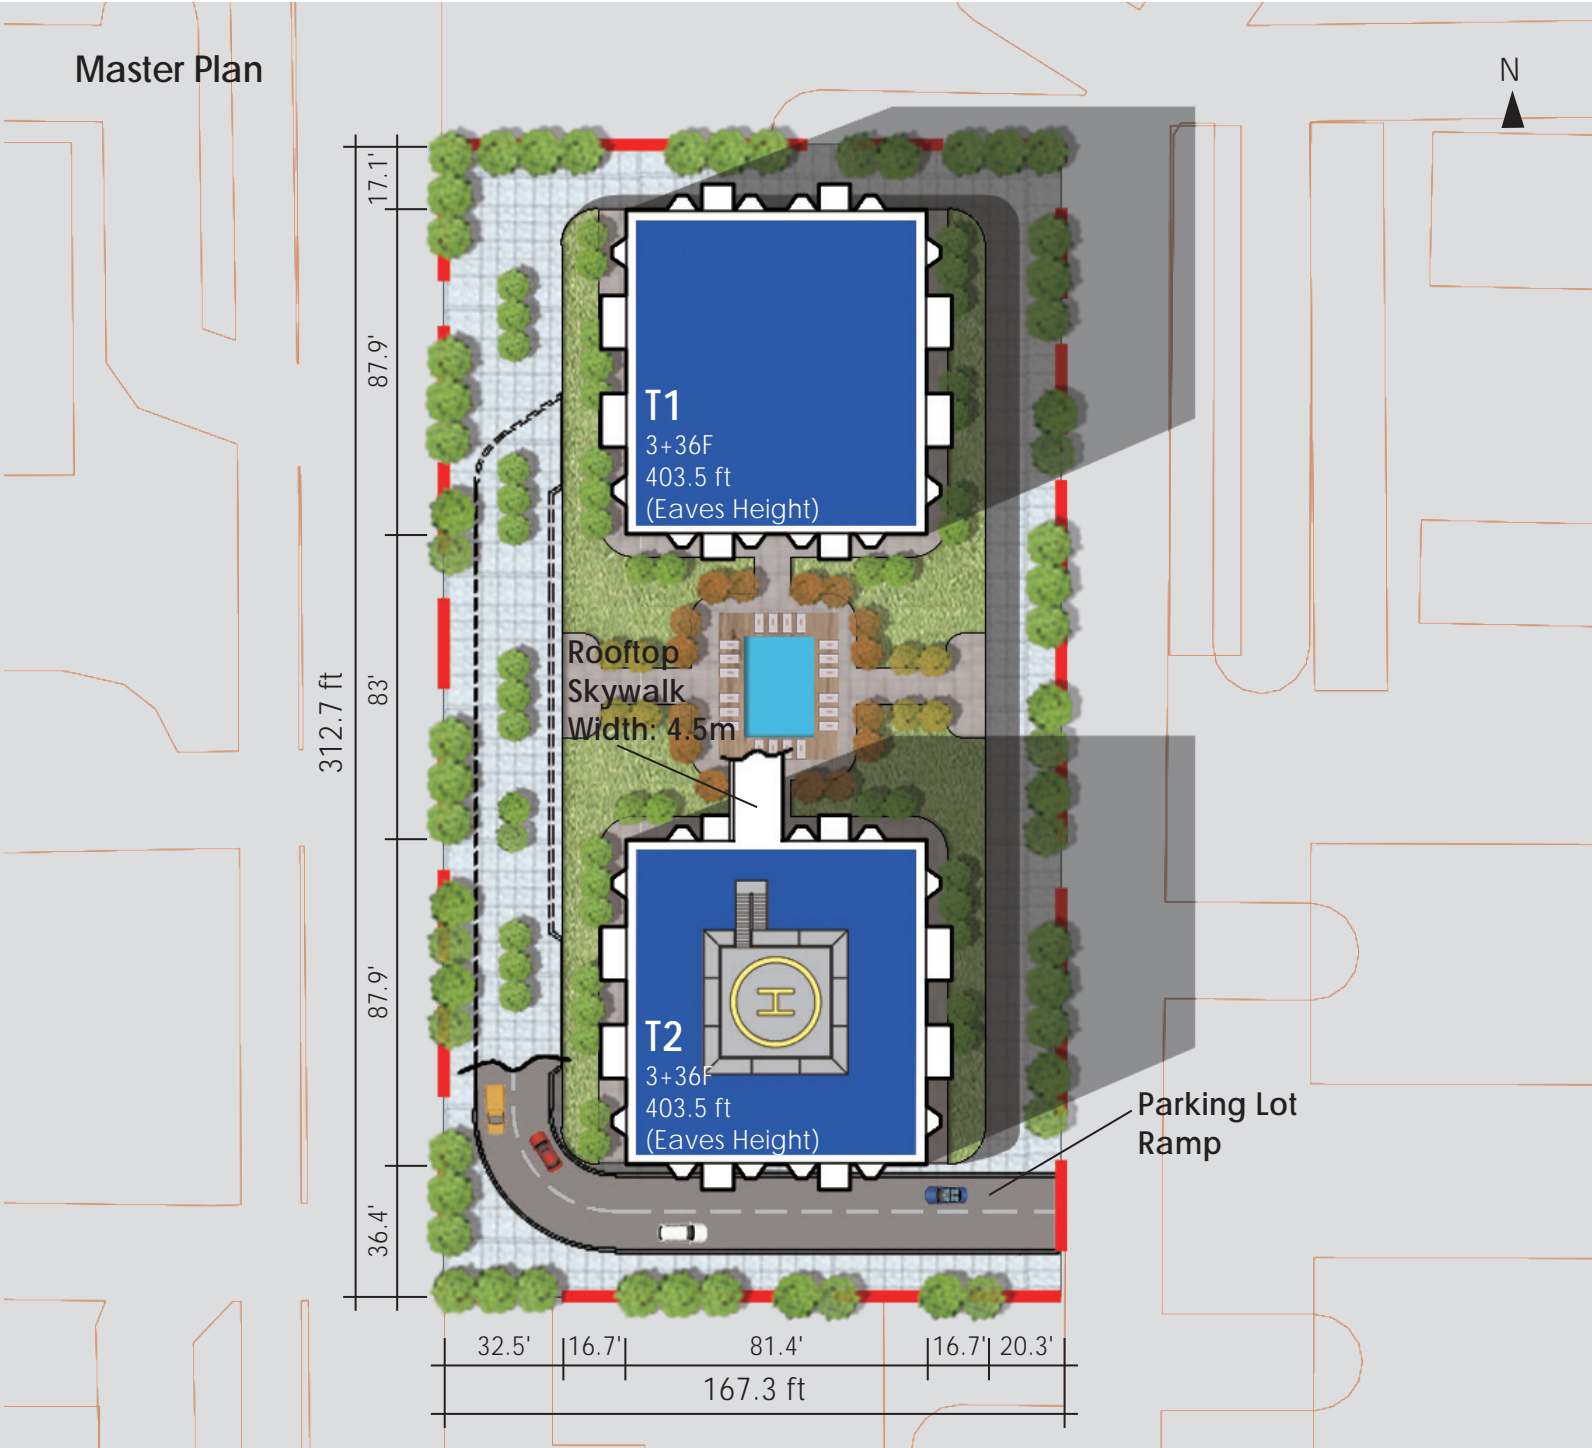 Master Plan
N
17.1'
87.9'
T1
3+36F
403.5 ft
(Eaves Height)
Rooftop
Skywalk
Width: 4.5m
83'
312.7 ft
87.9'
H
T2
3+36F
403.5 ft
(Eaves Height)
Parking Lot
Ramp
36.4'
32.5'
16.7'
81.4'
16.7'
20.3'
167.3 ft